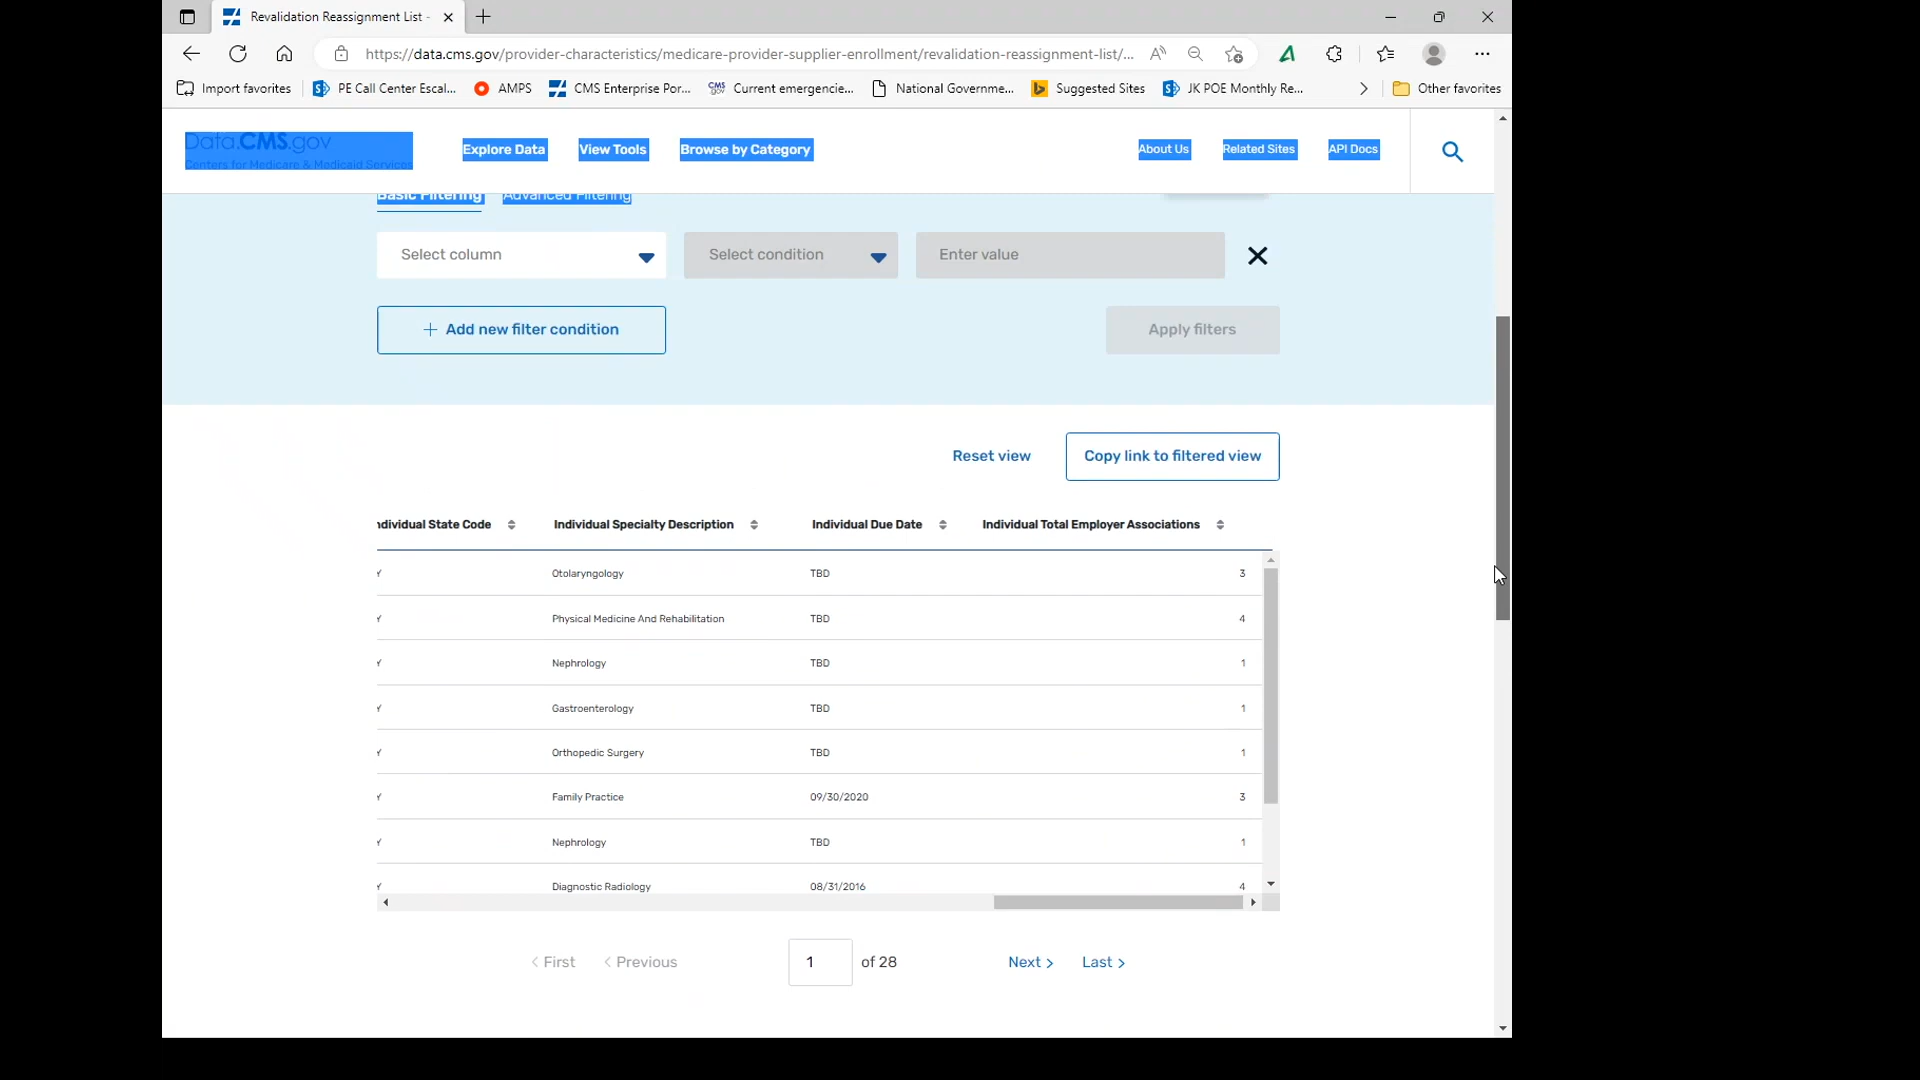 Revalidation Reassignment List -
https://data.cms.gov/provider-characteristics/medicare-provider-supplier-enrollment/revalidation-reassignment-list/...
Import favorites PE Call Center Escal... AMPS CMS Enterprise Por... CMS.gov Current emergencie... National Governme... Suggested Sites JK POE Monthly Re... Other favorites
Data.CMS.gov
Centers for Medicare & Medicaid Services
Explore Data View Tools Browse by Category About Us Related Sites API Docs
Basic Filtering Advanced Filtering
Select column Select condition Enter value
Add new filter condition Apply filters
Reset view Copy link to filtered view
ndividual State Code Individual Specialty Description Individual Due Date Individual Total Employer Associations
Y Otolaryngology TBD 3
Y Physical Medicine And Rehabilitation TBD 4
Y Nephrology TBD 1
Y Gastroenterology TBD 1
Y Orthopedic Surgery TBD 1
Y Family Practice 09/30/2020 3
Y Nephrology TBD 1
Y Diagnostic Radiology 08/31/2016 4
< First < Previous 1 of 28 Next > Last >